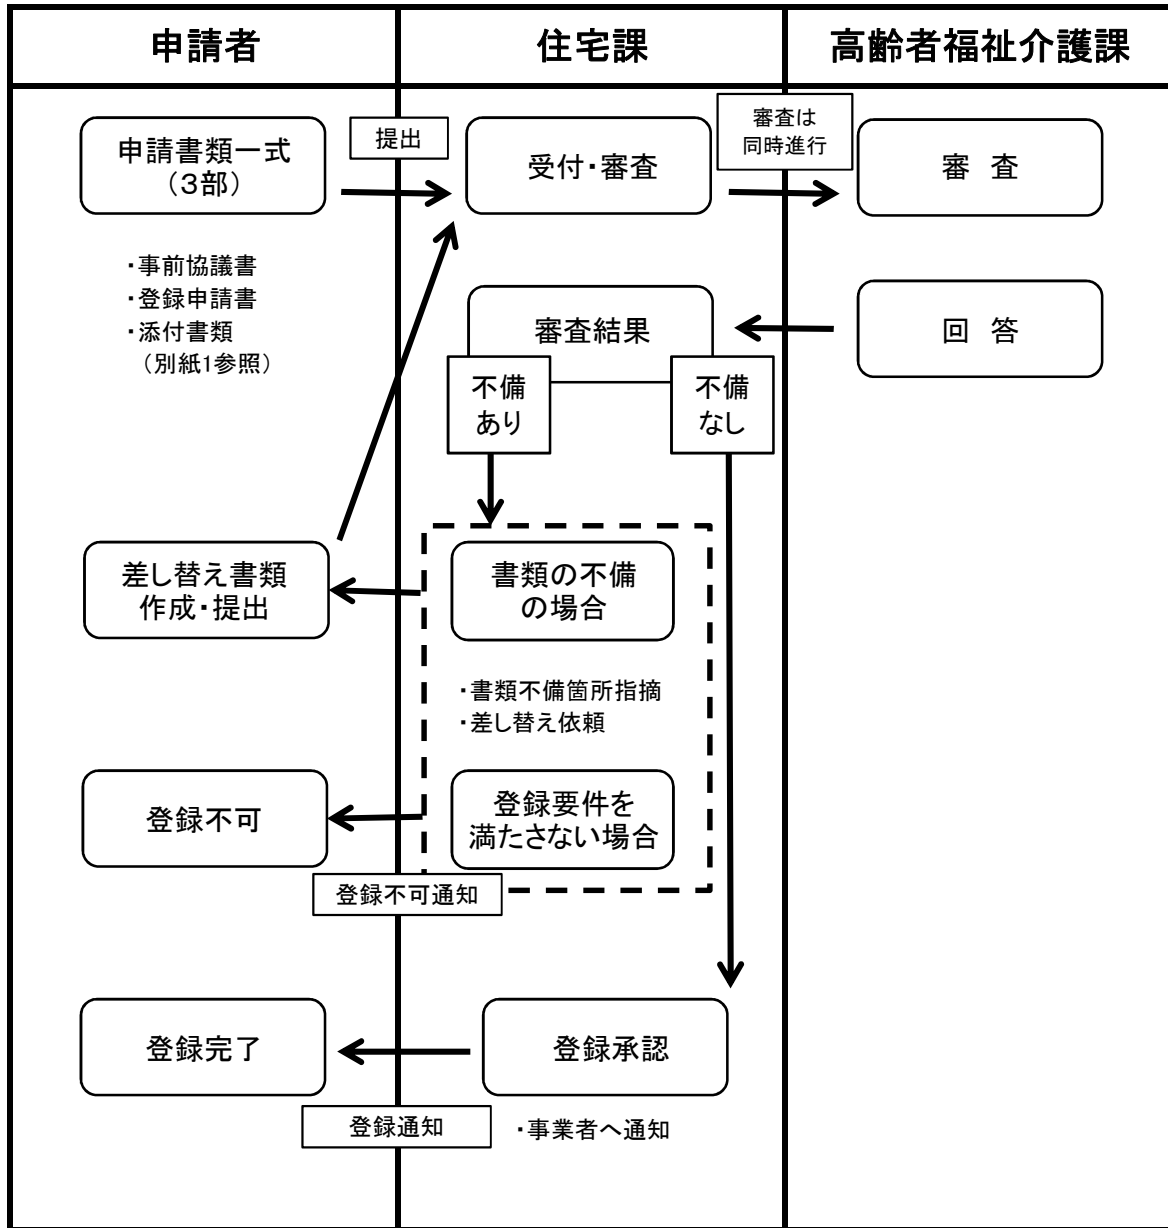 申請者
住宅課
高齢者福祉介護課
申請書類一式
（３部）
提出
受付・審査
審査は
同時進行
審　査
・事前協議書
・登録申請書
・添付書類
（別紙1参照）
審査結果
回　答
不備
あり
不備
なし
差し替え書類
作成・提出
書類の不備
の場合
・書類不備箇所指摘
・差し替え依頼
登録不可
登録要件を
満たさない場合
登録不可通知
登録完了
登録承認
登録通知
・事業者へ通知